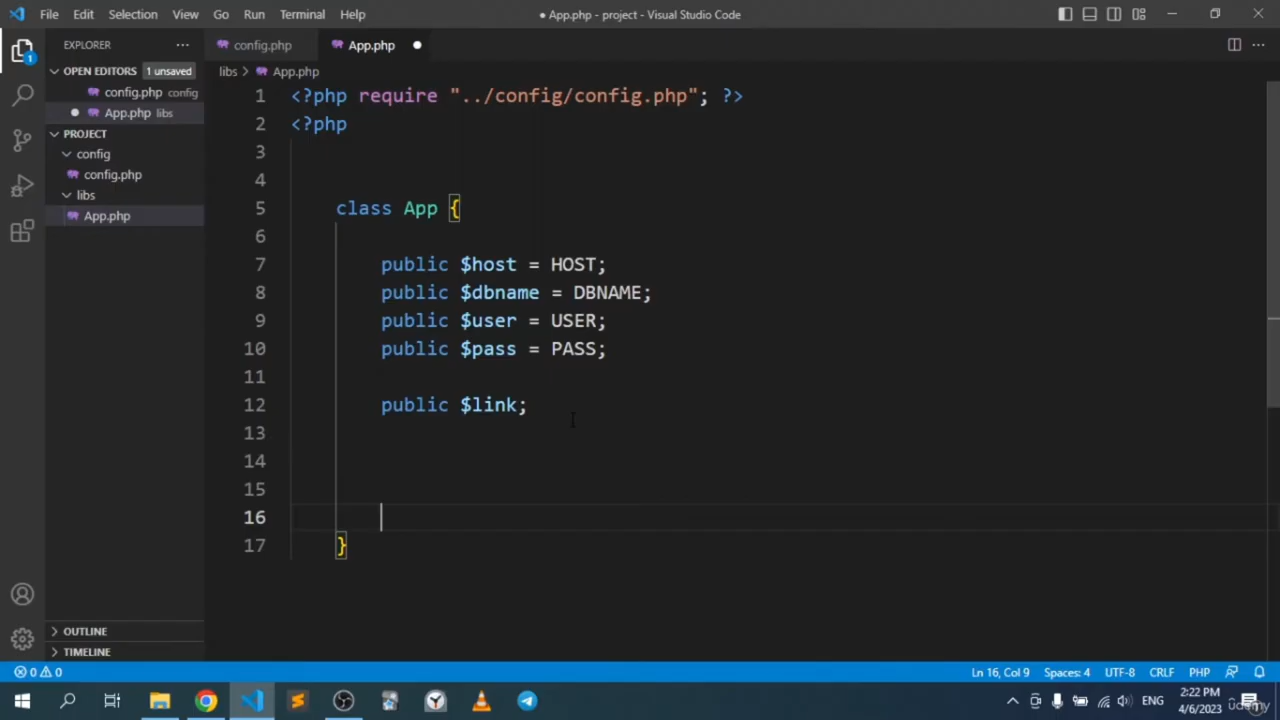 File Edit Selection View Go Run Terminal Help
● App.php - project - Visual Studio Code
EXPLORER
config.php
App.php
OPEN EDITORS 1 unsaved
libs > App.php
config.php config
App.php libs
PROJECT
config
config.php
libs
App.php
1 <?php require "../config/config.php"; ?>
2 <?php
3
4
5 class App {
6
7 public $host = HOST;
8 public $dbname = DBNAME;
9 public $user = USER;
10 public $pass = PASS;
11
12 public $link;
13
14
15
16
17 }
OUTLINE
TIMELINE
0 0
Ln 16, Col 9 Spaces: 4 UTF-8 CRLF PHP
ENG
2:22 PM
4/6/2023
udemy
1